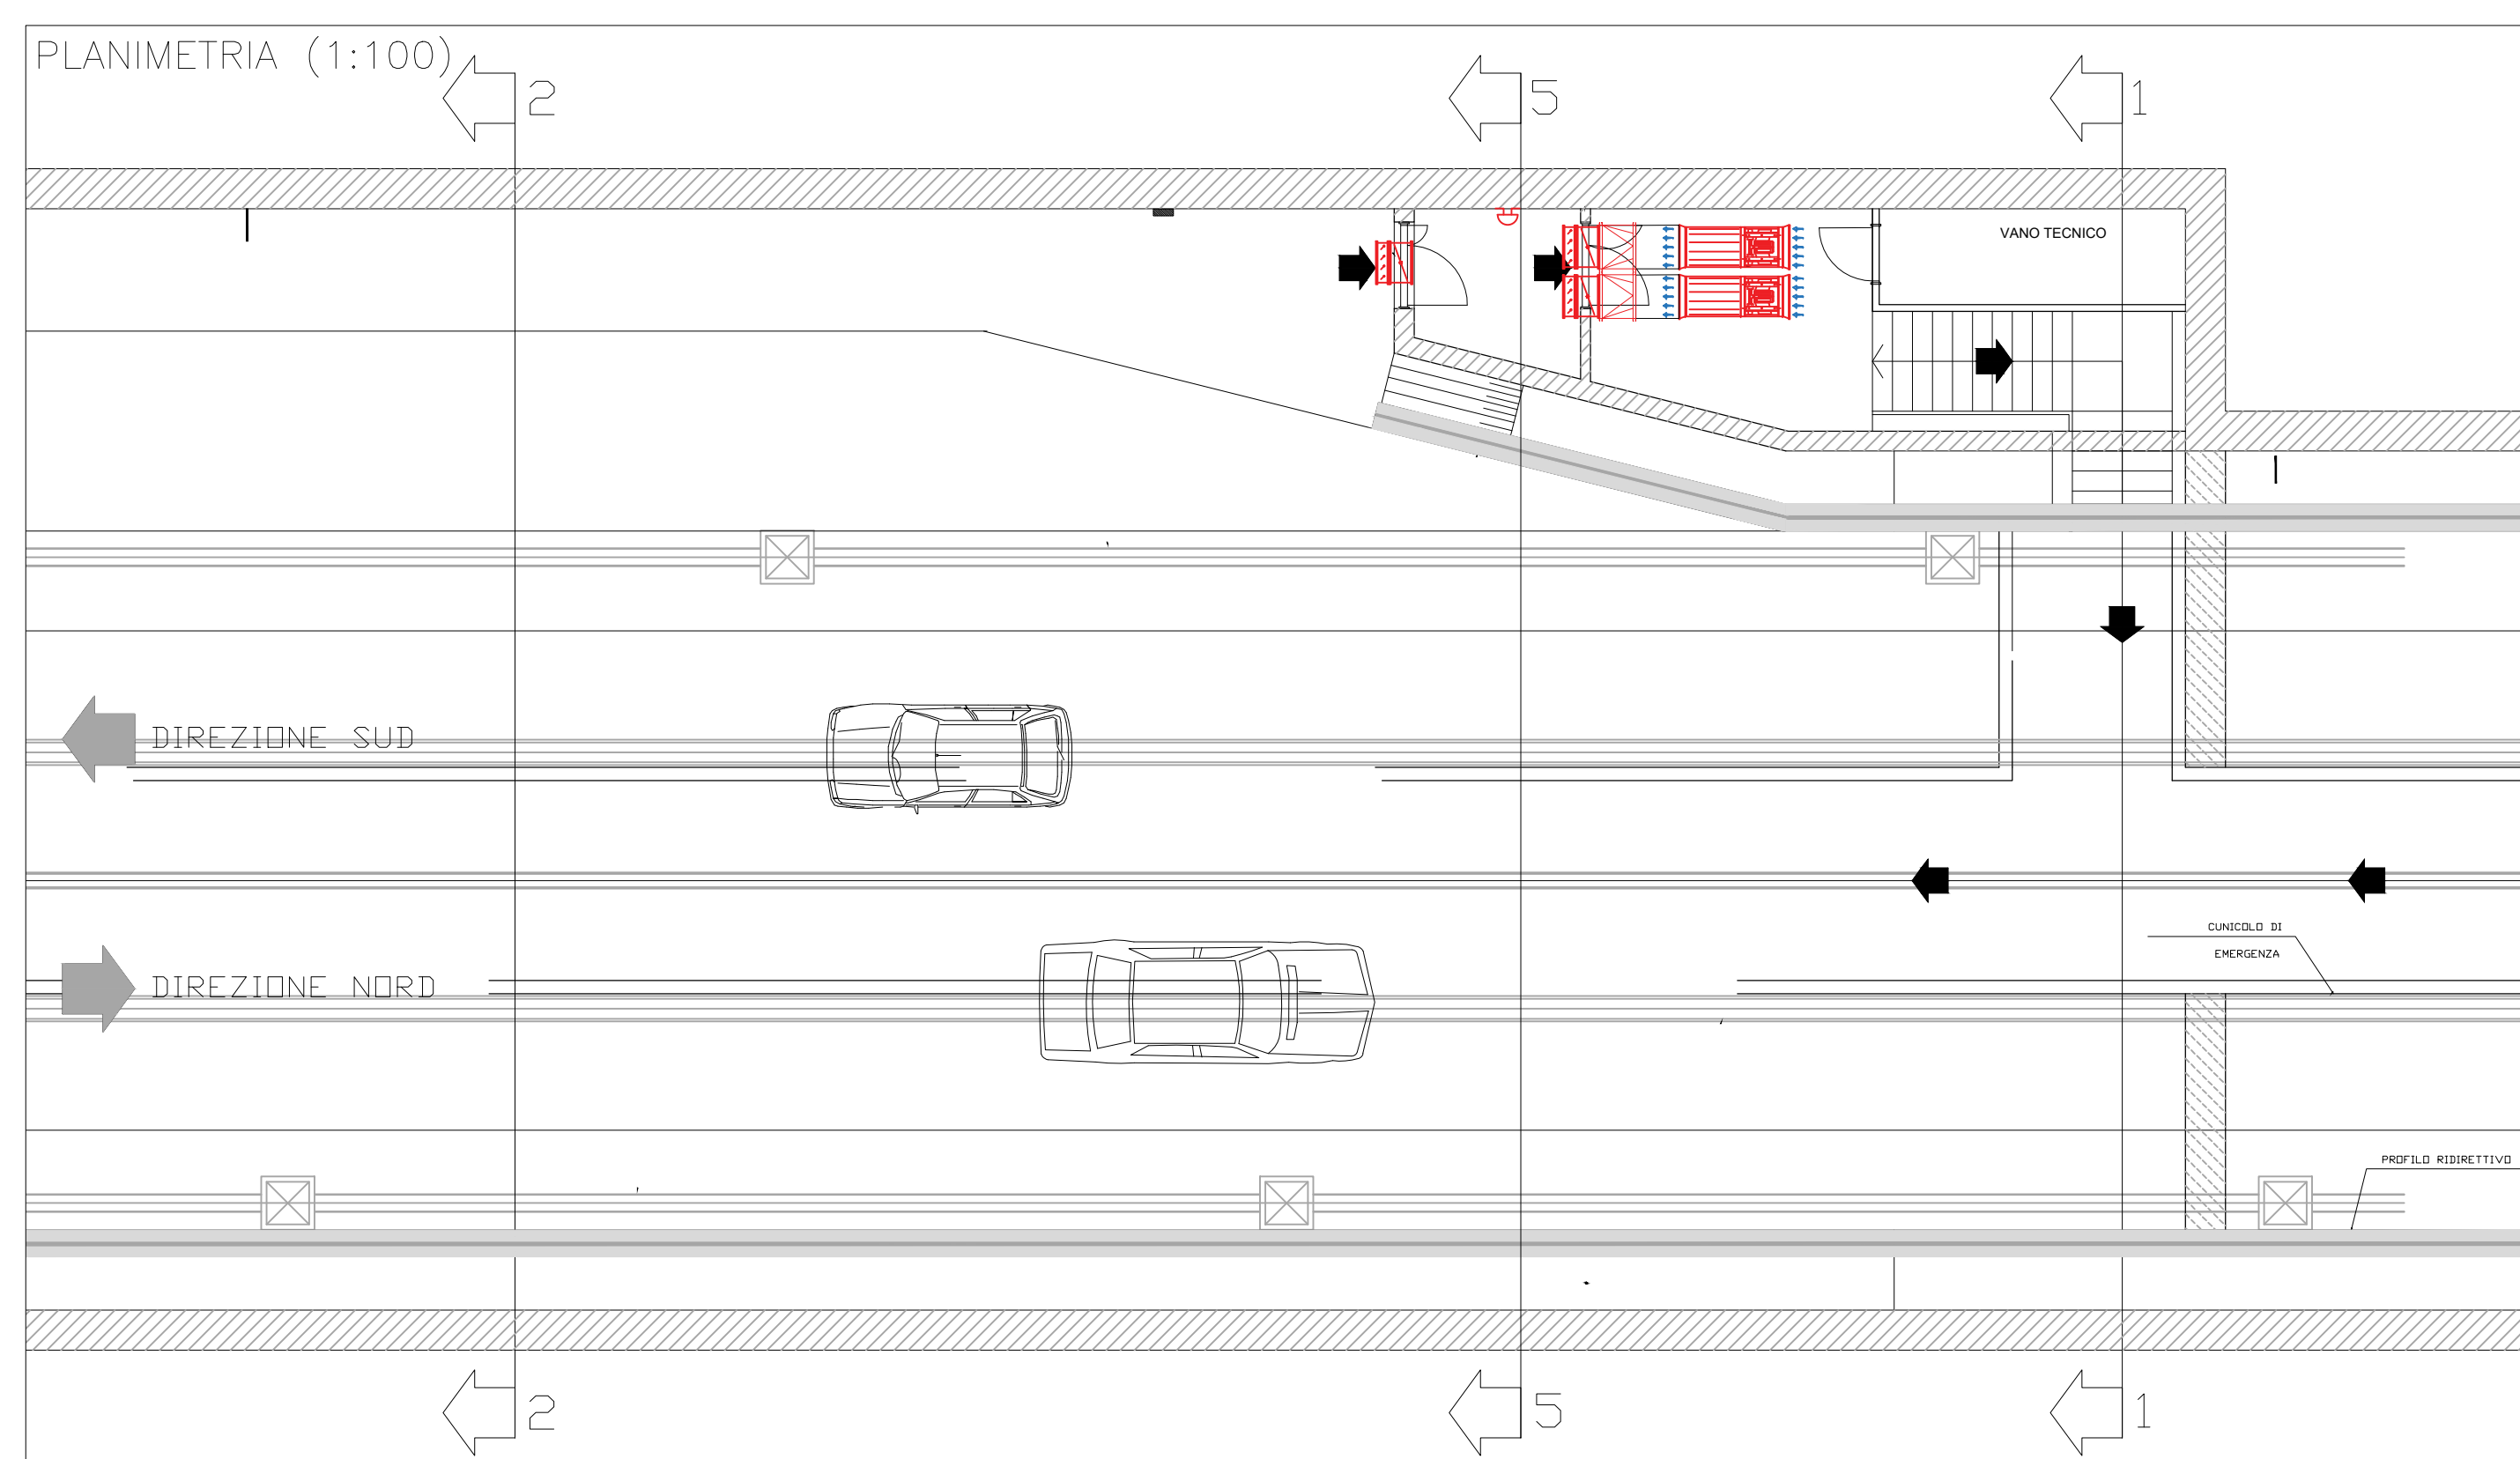 PLANIMETRIA (1:100)
2
5
1
VANO TECNICO
DIREZIONE SUD
CUNICOLO DI
EMERGENZA
DIREZIONE NORD
PROFILO RIDIRETTIVO
2
5
1